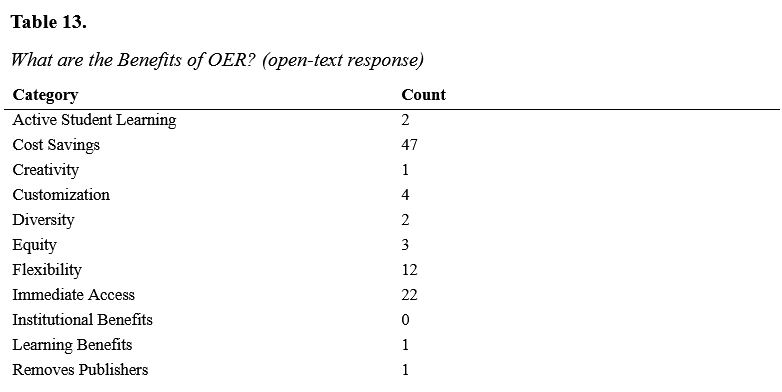 Table 13.
What are the Benefits of OER? (open-text response)
Category Count
Active Student Learning 2
Cost Savings 47
Creativity 1
Customization 4
Diversity 2
Equity 3
Flexibility 12
Immediate Access 22
Institutional Benefits 0
Learning Benefits 1
Removes Publishers 1